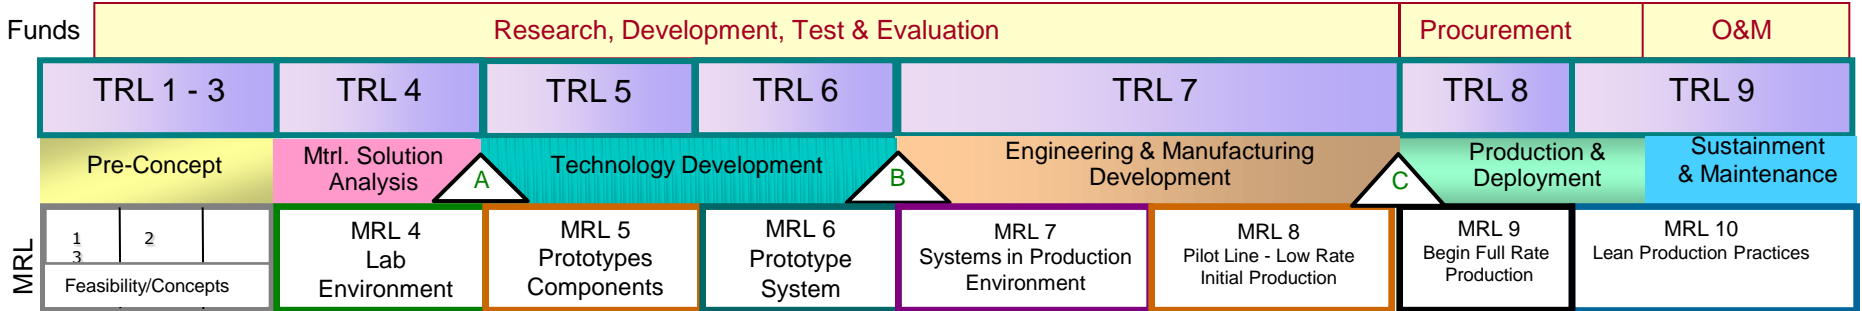 Funds
Research, Development, Test & Evaluation
Procurement
O&M
TRL 1 - 3
TRL 4
TRL 5
TRL 6
TRL 7
TRL 8
TRL 9
Pre-Concept
Mtrl. Solution
Analysis
A
Technology Development
B
Engineering & Manufacturing
Development
C
Production &
Deployment
Sustainment
& Maintenance
MRL
1
2
3
Feasibility/Concepts
MRL 4
Lab
Environment
MRL 5
Prototypes
Components
MRL 6
Prototype
System
MRL 7
Systems in Production
Environment
MRL 8
Pilot Line - Low Rate
Initial Production
MRL 9
Begin Full Rate
Production
MRL 10
Lean Production Practices